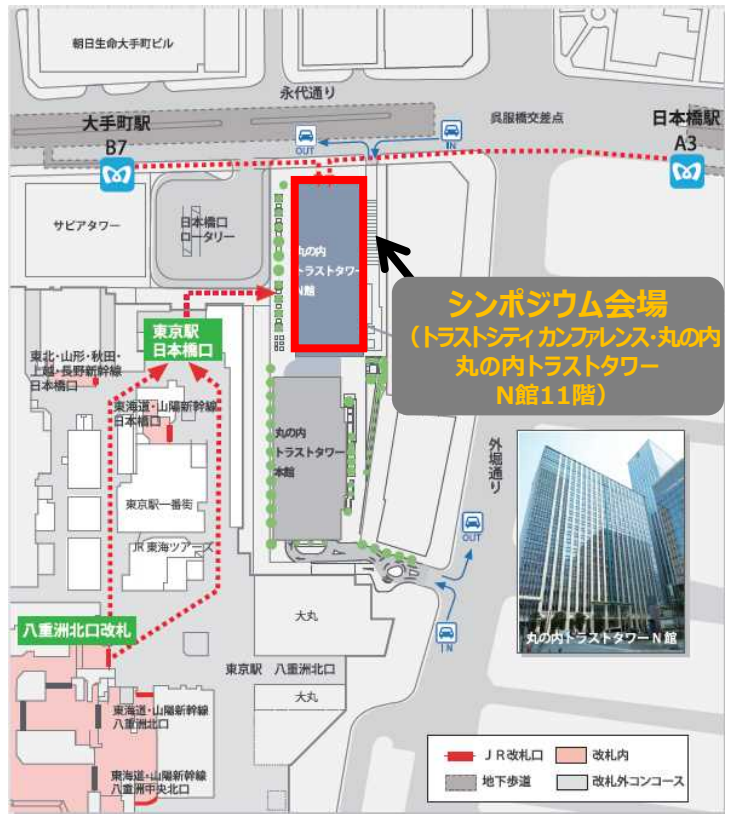 朝日生命大手町ビル
永代通り
大手町駅
B7
OUT
IN
呉服橋交差点
日本橋駅
A3
サピアタワー
日本橋口
ロータリー
丸の内
トラストタワー
N館
シンポジウム会場
（トラストシティ カンファレンス・丸の内
丸の内トラストタワー
N館11階）
東京駅
日本橋口
東北・山形・秋田・
上越・長野新幹線
日本橋口
東海道・山陽新幹線
日本橋口
丸の内
トラストタワー
本館
外堀通り
東京駅一番街
JR東海ツアーズ
OUT
IN
丸の内トラストタワーN館
八重洲北口改札
大丸
東京駅 八重洲北口
大丸
東海道・山陽新幹線
八重洲北口
東海道・山陽新幹線
八重洲中央北口
JR改札口
改札内
地下歩道
改札外コンコース